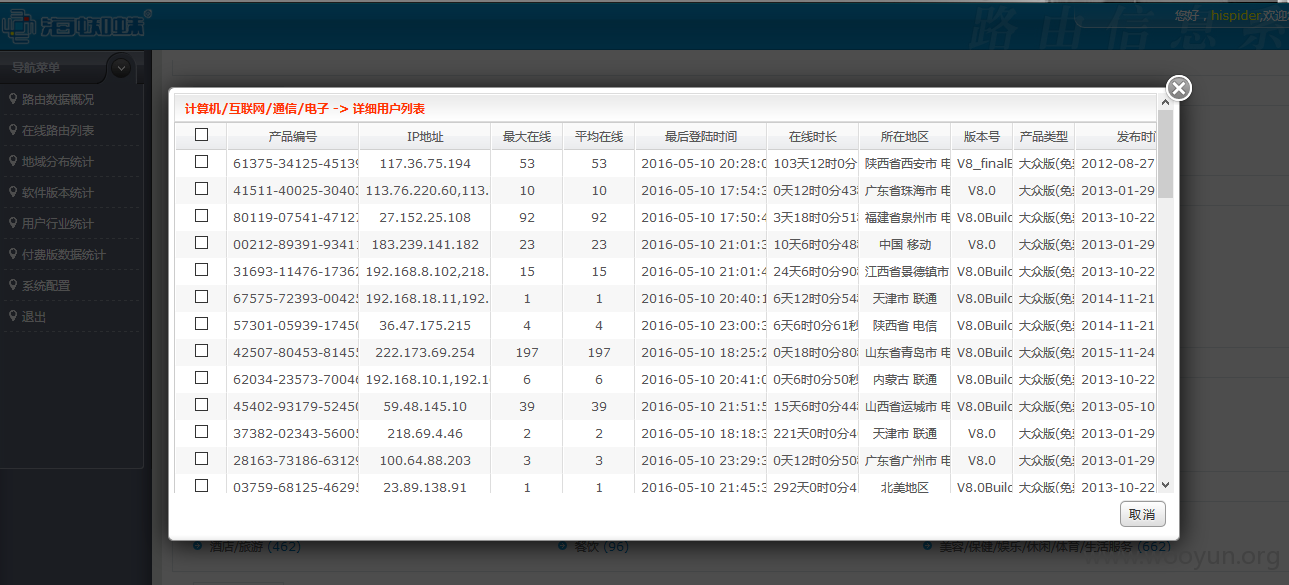 海蜘蛛
路由信息系
您好，hispider,欢迎
导航菜单
路由数据概况
在线路由列表
地域分布统计
软件版本统计
用户行业统计
付费版数据统计
系统配置
退出
计算机/互联网/通信/电子 -> 详细用户列表
产品编号 IP地址 最大在线 平均在线 最后登陆时间 在线时长 所在地区 版本号 产品类型 发布时间
61375-34125-45139 117.36.75.194 53 53 2016-05-10 20:28:0 103天12时0分 陕西省西安市 电 V8_finalB 大众版(免 2012-08-27
41511-40025-30403 113.76.220.60,113. 10 10 2016-05-10 17:54:3 0天12时0分43 广东省珠海市 电 V8.0 大众版(免 2013-01-29
80119-07541-47127 27.152.25.108 92 92 2016-05-10 17:50:4 3天18时0分51 福建省泉州市 电 V8.0Build 大众版(免 2013-10-22
00212-89391-93411 183.239.141.182 23 23 2016-05-10 21:01:3 10天6时0分48 中国 移动 V8.0 大众版(免 2013-01-29
31693-11476-17362 192.168.8.102,218. 15 15 2016-05-10 21:01:4 24天6时0分90 江西省景德镇市 V8.0Build 大众版(免 2013-10-22
67575-72393-00425 192.168.18.11,192. 1 1 2016-05-10 20:40:1 6天12时0分54 天津市 联通 V8.0Build 大众版(免 2014-11-21
57301-05939-17450 36.47.175.215 4 4 2016-05-10 23:00:3 6天6时0分61秒 陕西省 电信 V8.0Build 大众版(免 2014-11-21
42507-80453-81455 222.173.69.254 197 197 2016-05-10 18:25:2 0天18时0分80 山东省青岛市 电 V8.0Build 大众版(免 2015-11-24
62034-23573-70046 192.168.10.1,192.1 6 6 2016-05-10 20:41:0 0天6时0分50秒 内蒙古 联通 V8.0Build 大众版(免 2013-10-22
45402-93179-52450 59.48.145.10 39 39 2016-05-10 21:51:5 15天6时0分44 山西省运城市 电 V8.0Build 大众版(免 2013-05-10
37382-02343-56005 218.69.4.46 2 2 2016-05-10 18:18:3 221天0时0分4 天津市 联通 V8.0 大众版(免 2013-01-29
28163-73186-63129 100.64.88.203 3 3 2016-05-10 23:29:3 0天12时0分50 广东省广州市 电 V8.0 大众版(免 2013-01-29
03759-68125-46295 23.89.138.91 1 1 2016-05-10 21:45:3 292天0时0分4 北美地区 V8.0Build 大众版(免 2013-10-22
取消
酒店/旅游 (462) 客饮 (96) 美容/保健/娱乐/休闲/体育/生活服务 (662)
www.wooyun.org